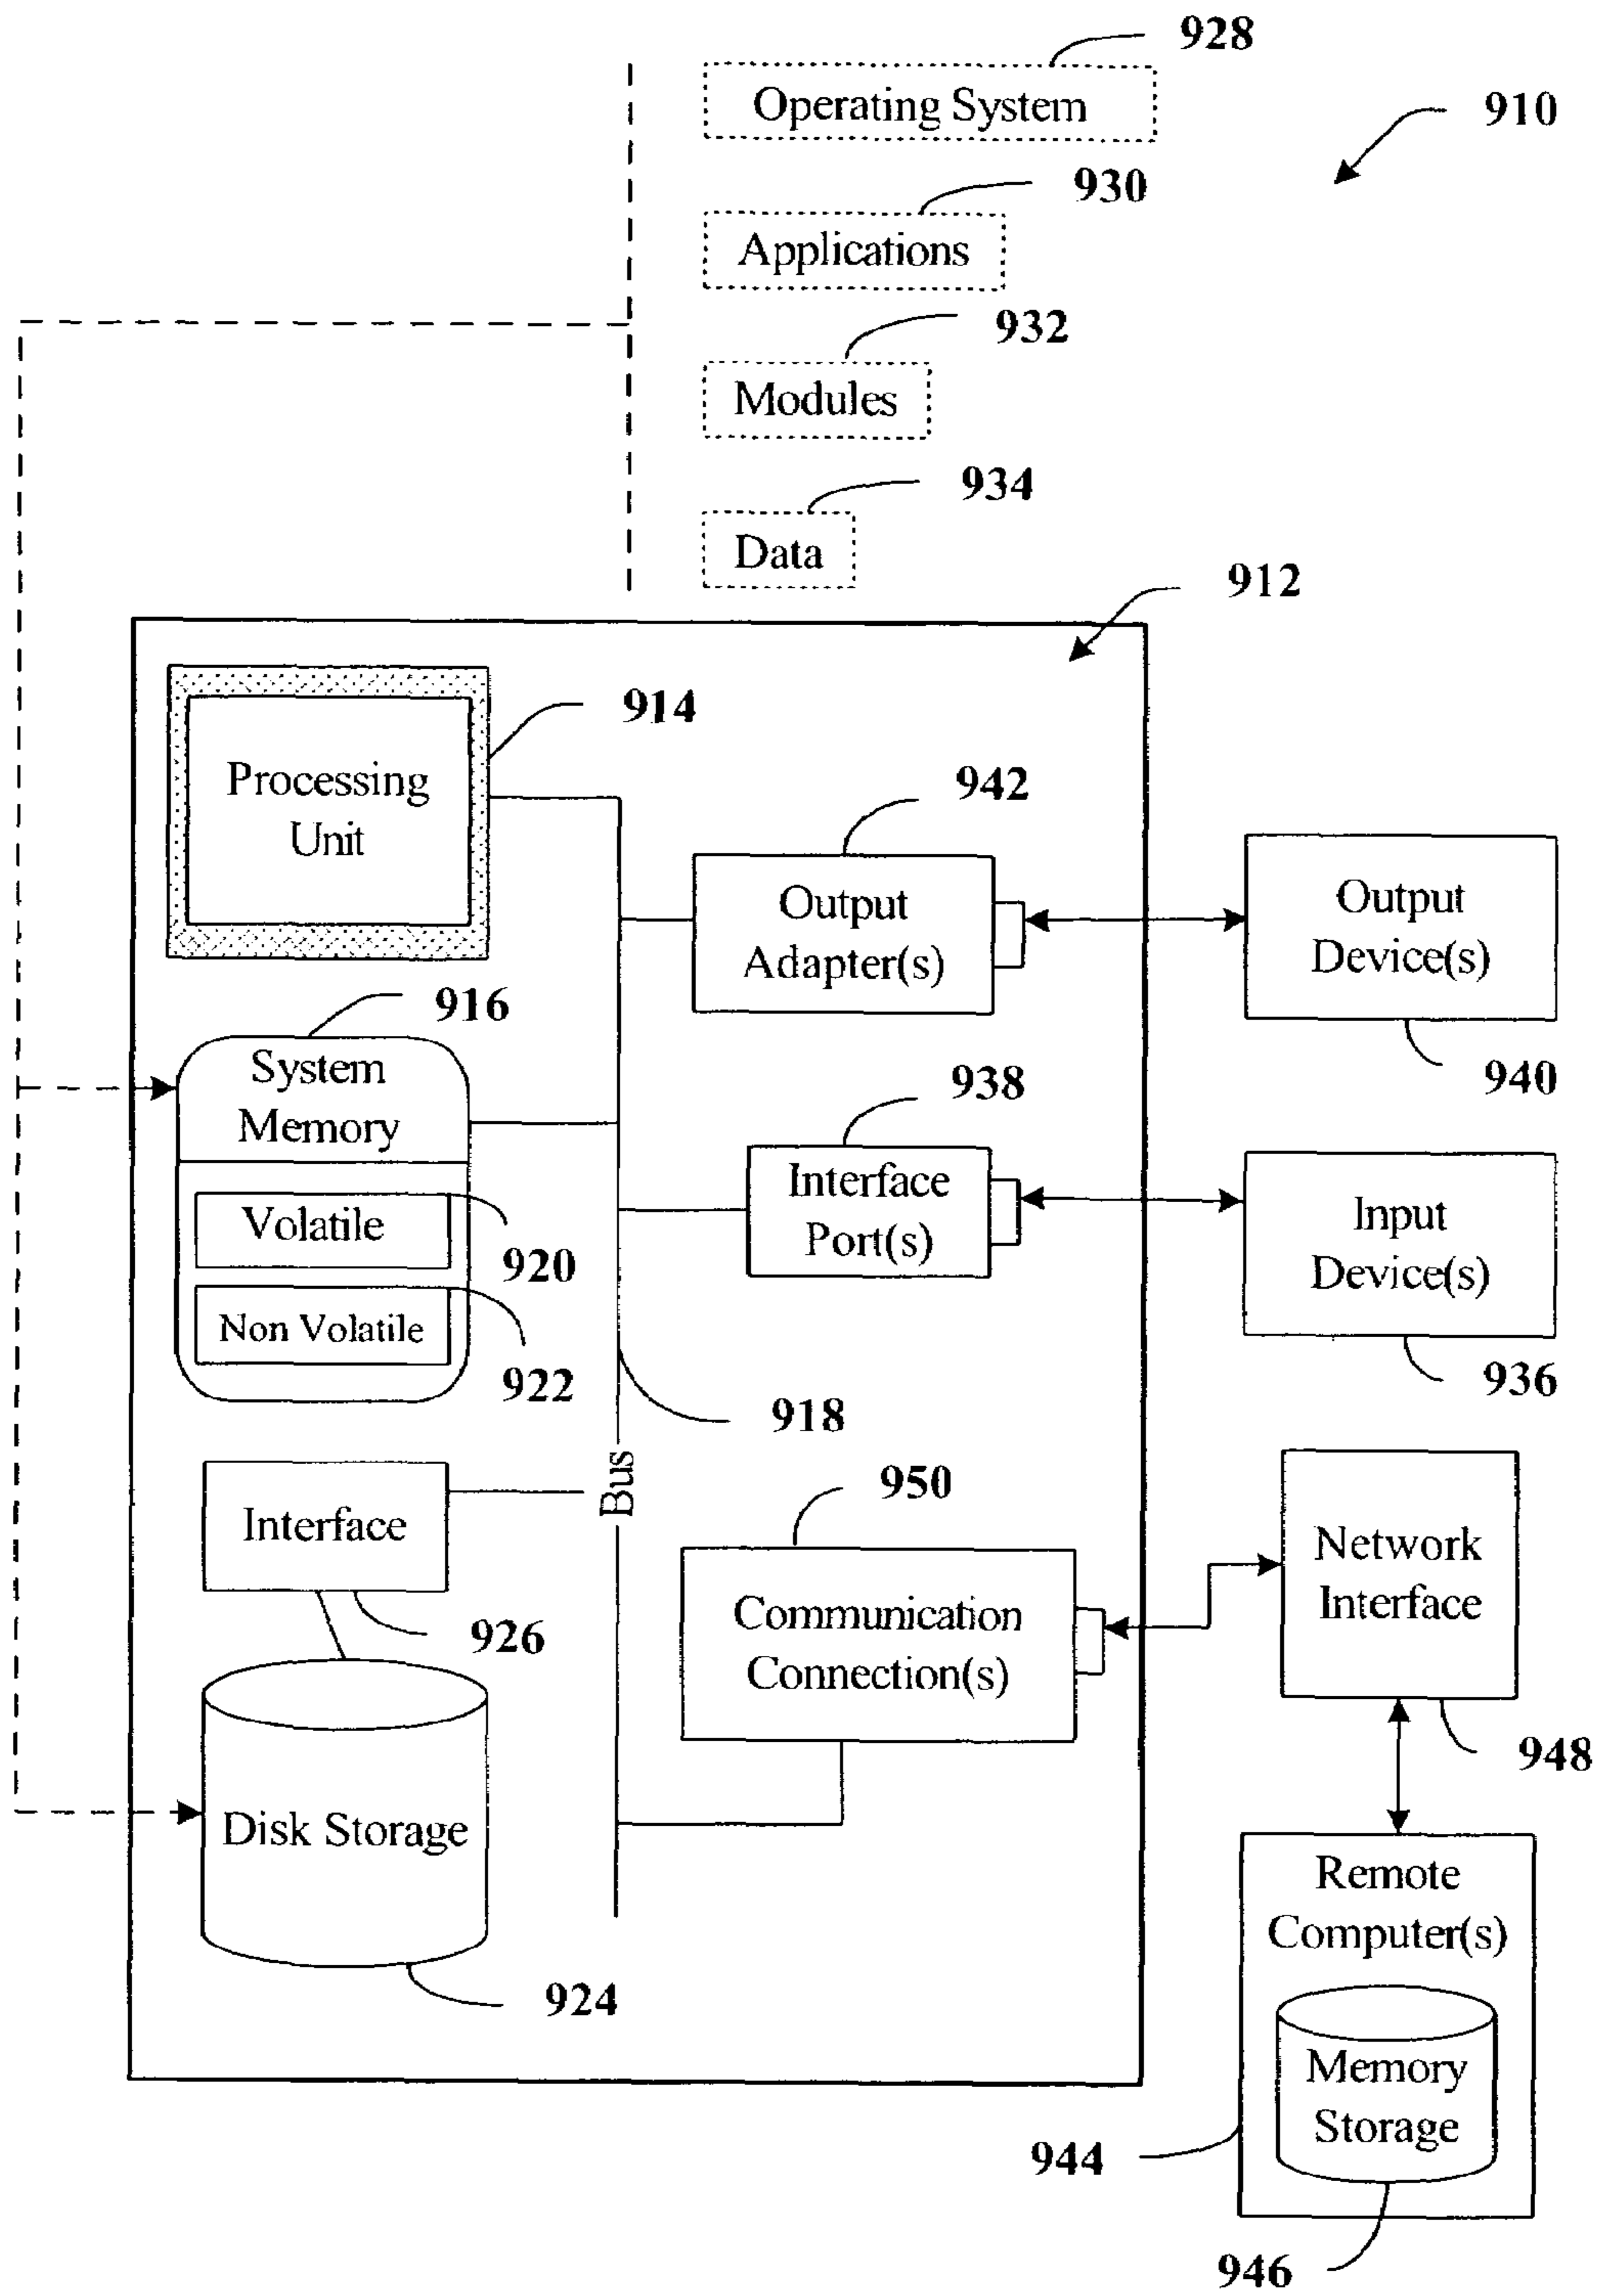 928
Operating System
910
930
Applications
932
Modules
934
Data
912
914
Processing
Unit
942
Output
Adapter(s)
Output
Device(s)
940
916
System
Memory
938
Interface
Port(s)
Input
Device(s)
936
Volatile
920
Non Volatile
922
918
Bus
950
Interface
926
Communication
Connection(s)
Network
Interface
948
Disk Storage
924
Remote
Computer(s)
Memory
Storage
944
946